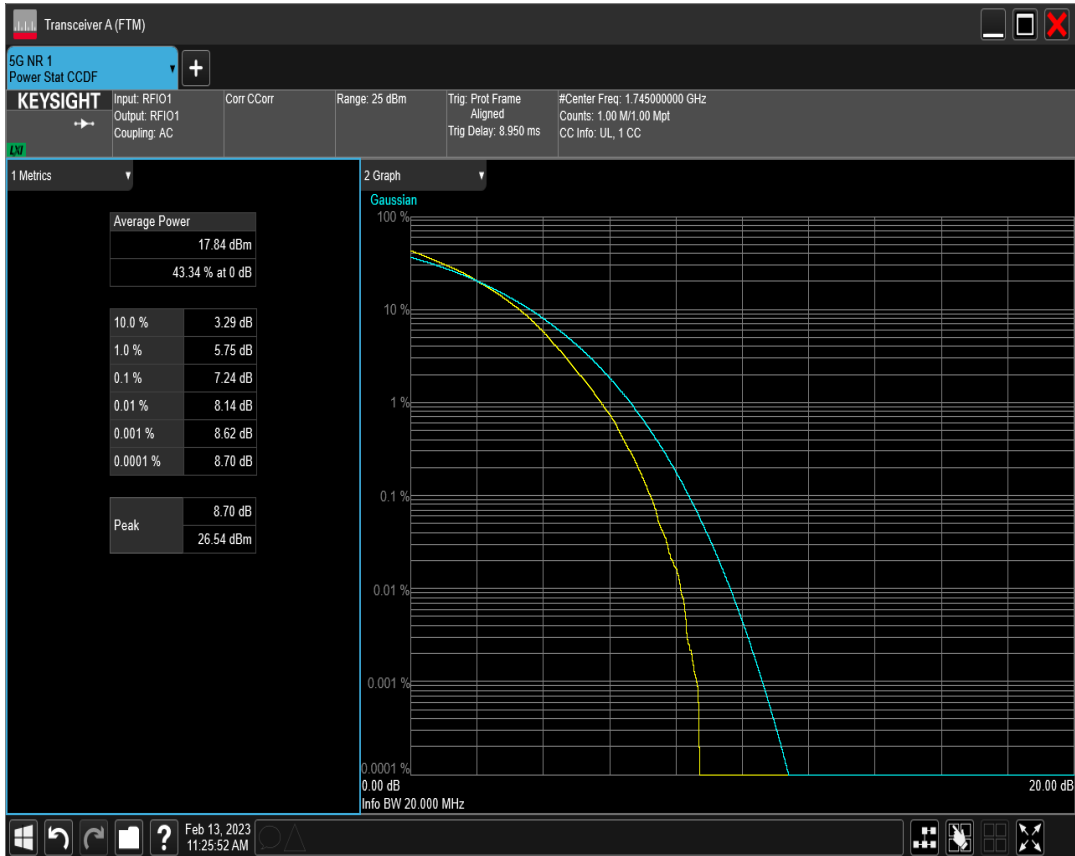 Transceiver A (FTM)
5G NR 1
Power Stat CCDF
+
KEYSIGHT
LXI
Input: RFIO1
Output: RFIO1
Coupling: AC
Corr CCorr
Range: 25 dBm
Trig: Prot Frame
Aligned
Trig Delay: 8.950 ms
#Center Freq: 1.745000000 GHz
Counts: 1.00 M/1.00 Mpt
CC Info: UL, 1 CC
1 Metrics
Average Power
17.84 dBm
43.34 % at 0 dB
10.0 % 3.29 dB
1.0 % 5.75 dB
0.1 % 7.24 dB
0.01 % 8.14 dB
0.001 % 8.62 dB
0.0001 % 8.70 dB
Peak
8.70 dB
26.54 dBm
2 Graph
Gaussian
100 %
10 %
1 %
0.1 %
0.01 %
0.001 %
0.0001 %
0.00 dB 20.00 dB
Info BW 20.000 MHz
?
Feb 13, 2023
11:25:52 AM